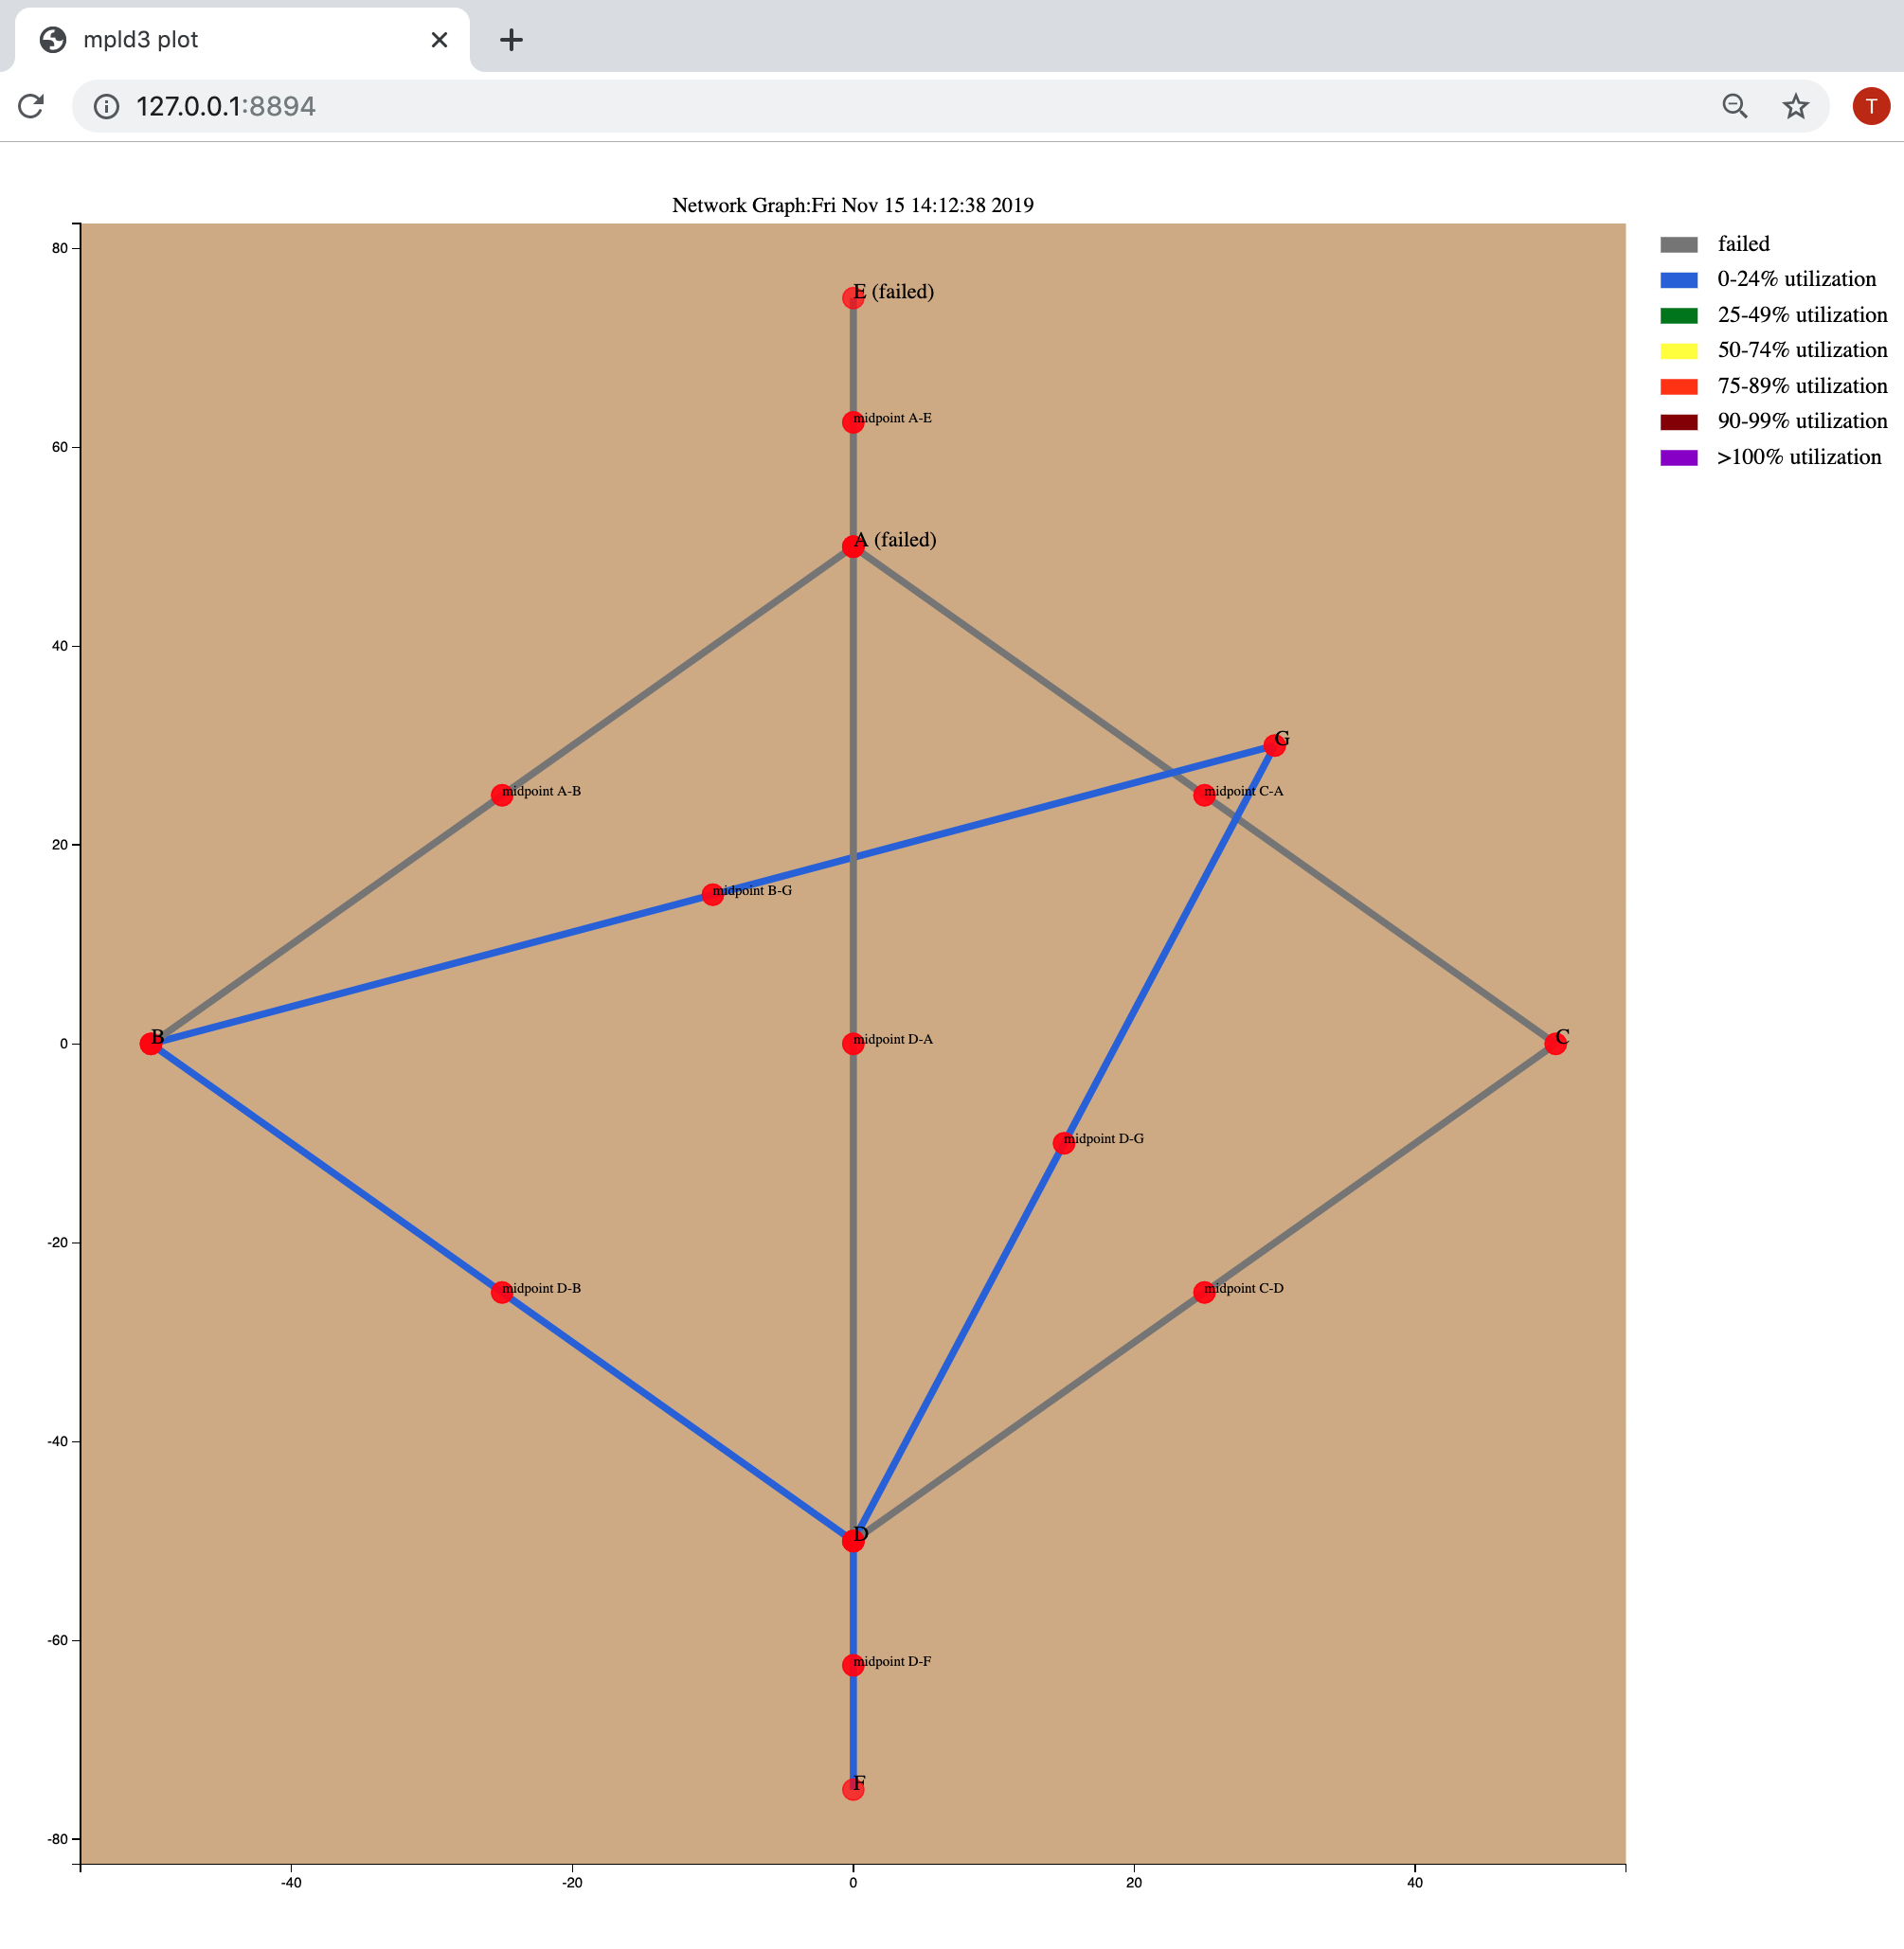 mpld3 plot
127.0.0.1:8894
T
Network Graph:Fri Nov 15 14:12:38 2019
failed
0-24% utilization
25-49% utilization
50-74% utilization
75-89% utilization
90-99% utilization
>100% utilization
80
E (failed)
midpoint A-E
60
A (failed)
40
G
midpoint A-B
midpoint C-A
20
midpoint B-G
B
0
midpoint D-A
C
midpoint D-G
-20
midpoint D-B
midpoint C-D
-40
D
-60
midpoint D-F
F
-80
-40
-20
0
20
40